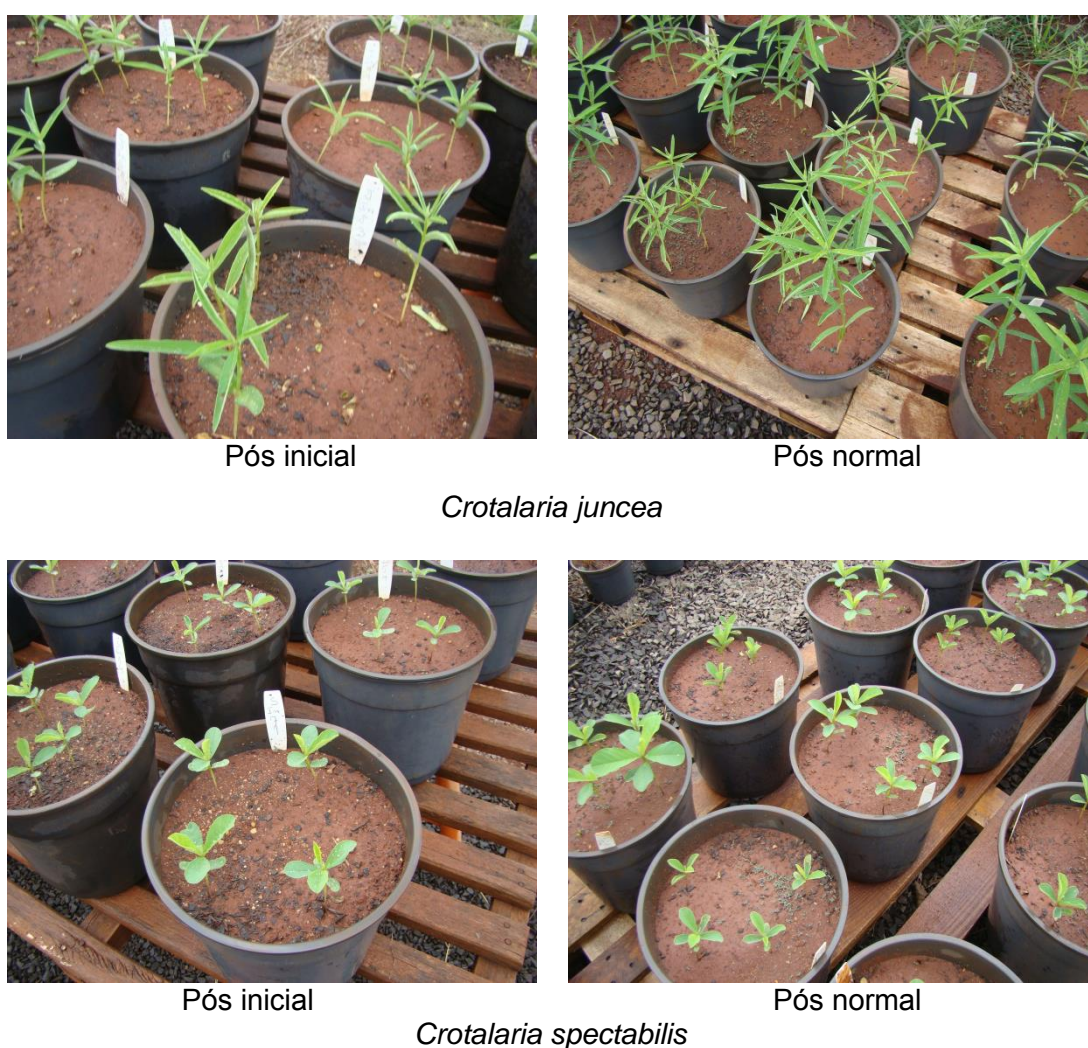 Pós inicial
Pós normal
Crotalaria juncea
Pós inicial
Pós normal
Crotalaria spectabilis